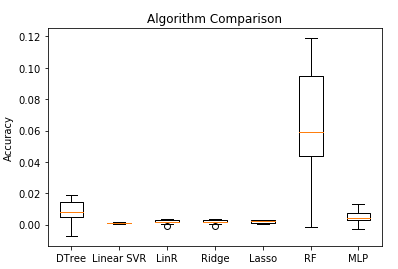 Algorithm Comparison
Accuracy
0.12
0.10
0.08
0.06
0.04
0.02
0.00
DTree Linear SVR LinR Ridge Lasso RF MLP